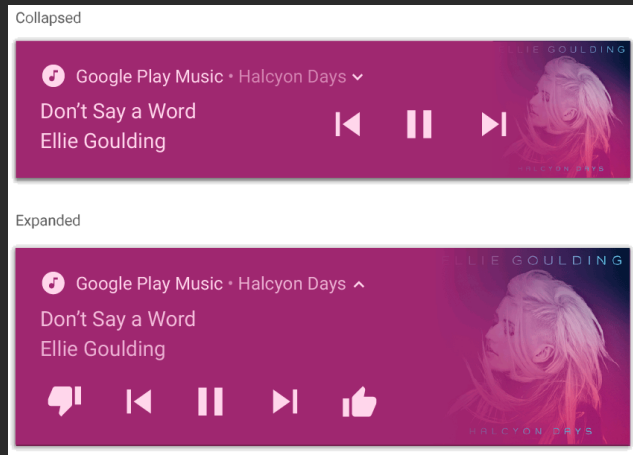 Collapsed
LLIE GOULDING
Google Play Music • Halcyon Days
Don’t Say a Word
Ellie Goulding
HALCYON DAYS
Expanded
ELLIE GOULDING
Google Play Music • Halcyon Days
Don’t Say a Word
Ellie Goulding
HALCYON DAYS